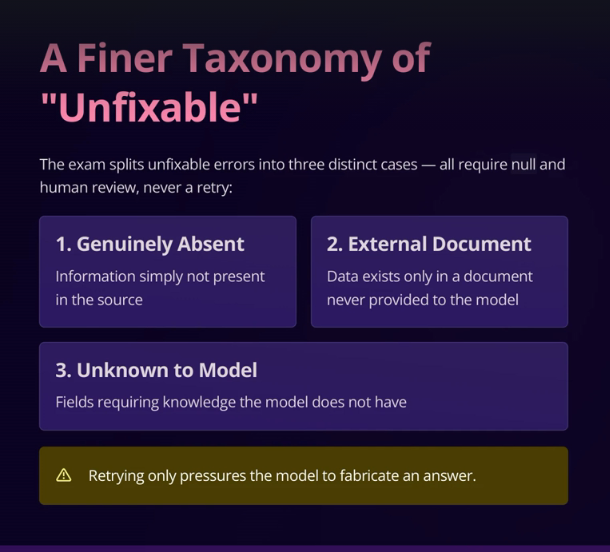 A Finer Taxonomy of
"Unfixable"
The exam splits unfixable errors into three distinct cases — all require null and
human review, never a retry:
1. Genuinely Absent
Information simply not present
in the source
2. External Document
Data exists only in a document
never provided to the model
3. Unknown to Model
Fields requiring knowledge the model does not have
Retrying only pressures the model to fabricate an answer.